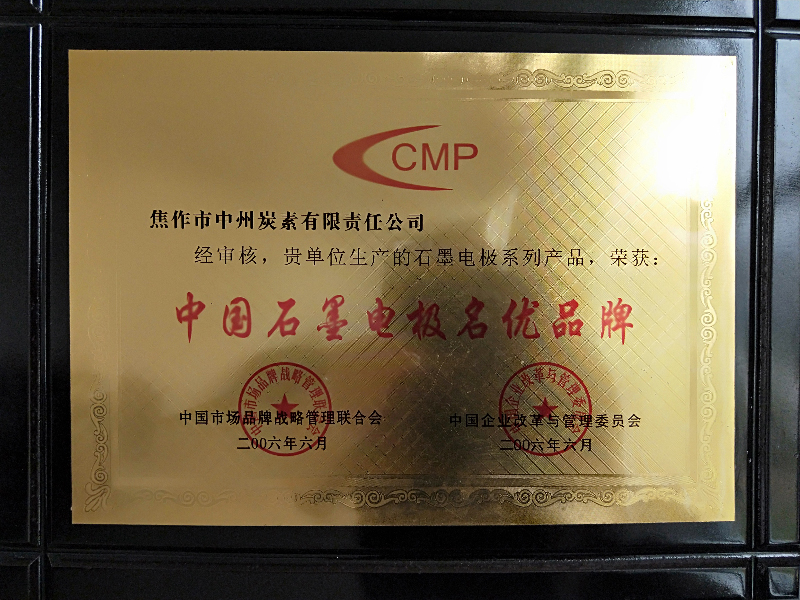 CMP
焦作市中州炭素有限责任公司
经审核，贵单位生产的石墨电极系列产品，荣获：
中国石墨电极名优品牌
中国市场品牌战略管理联合会
二00六年六月
中国企业改革与管理委员会
二00六年六月